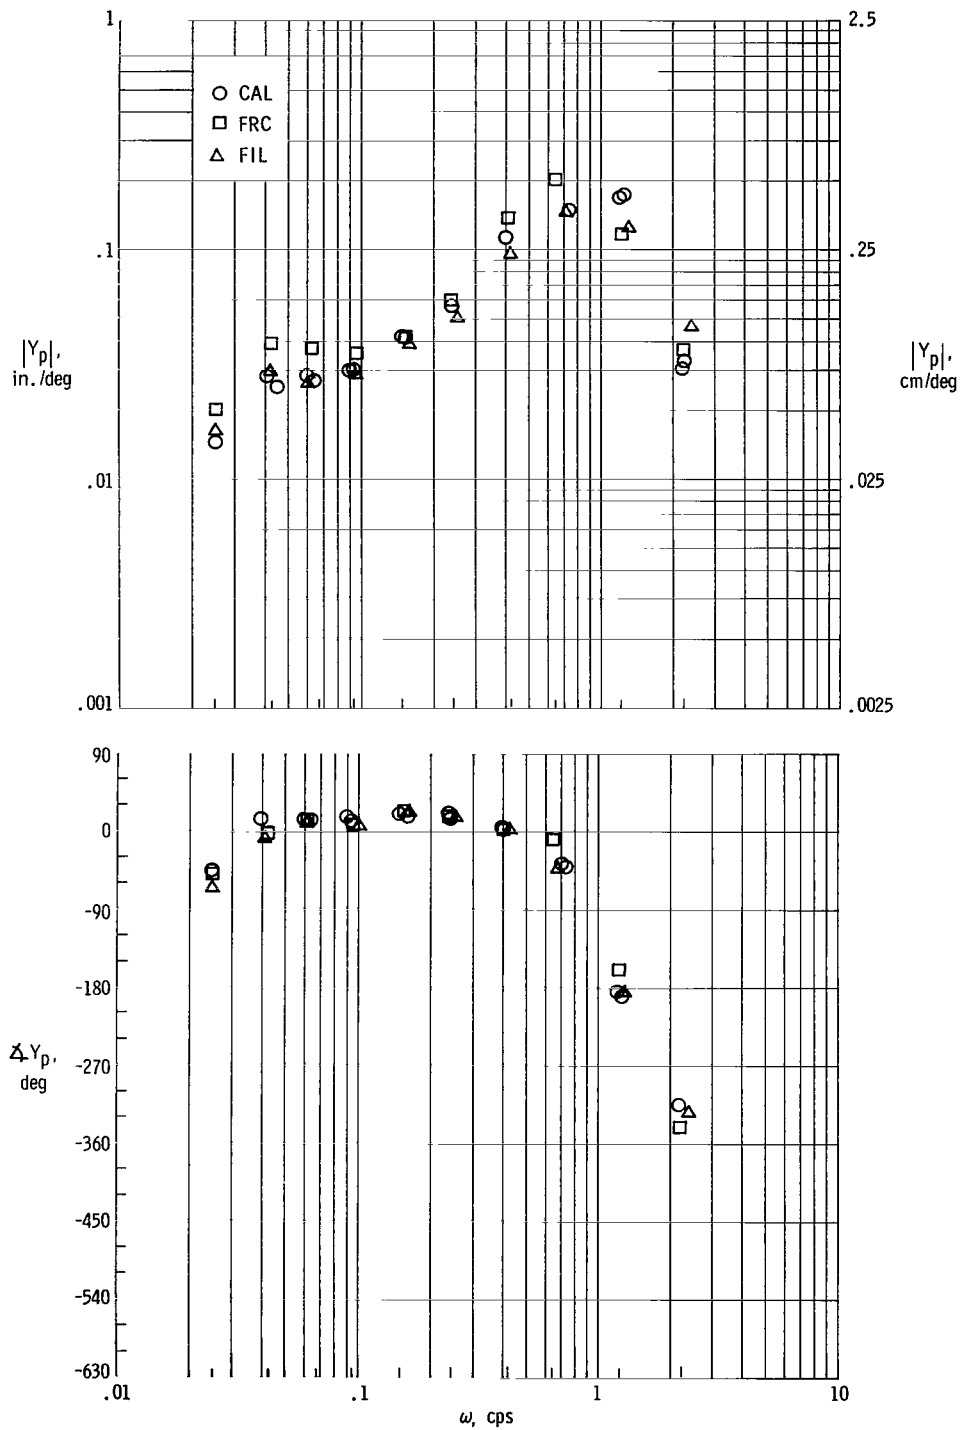 1
2.5
CAL
FRC
FIL
.1
.25
|Yp|,
in./deg
|Yp|,
cm/deg
.01
.025
.001
.0025
90
0
-90
-180
∡Yp,
deg
-270
-360
-450
-540
-630
.01
.1
1
10
ω, cps